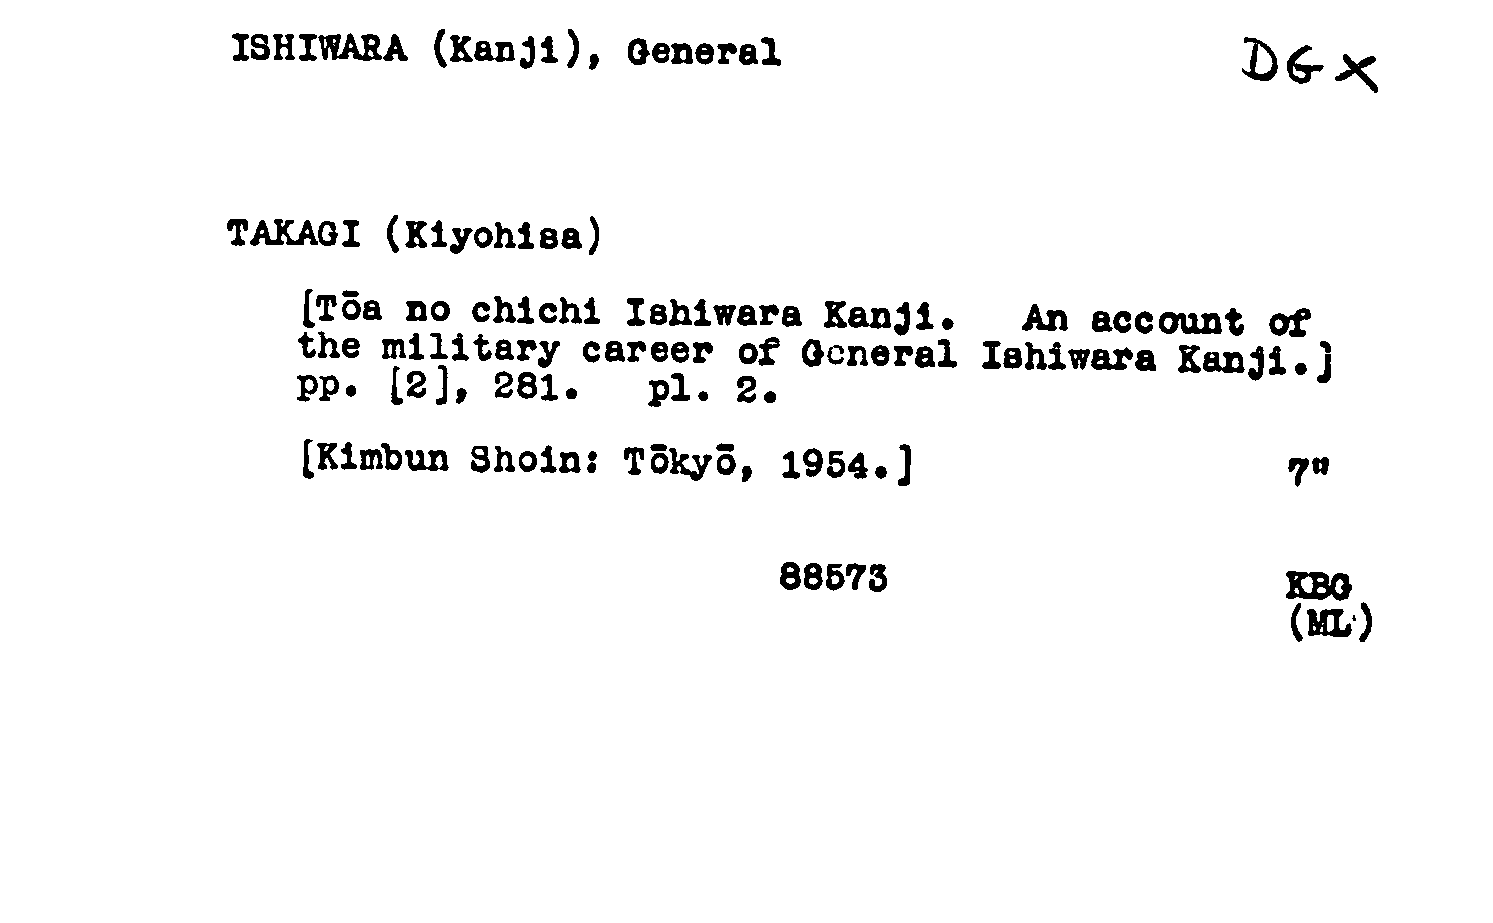 ISHIWARA (Kanji), General DGX
TAKAGI (Kiyohisa)
[Tōa no chichi Ishiwara Kanji. An account of
the military career of General Ishiwara Kanji.]
pp. [2], 281. pl. 2.
[Kimbun Shoin: Tōkyō, 1954.] 7"
88573 KBG
(ML)